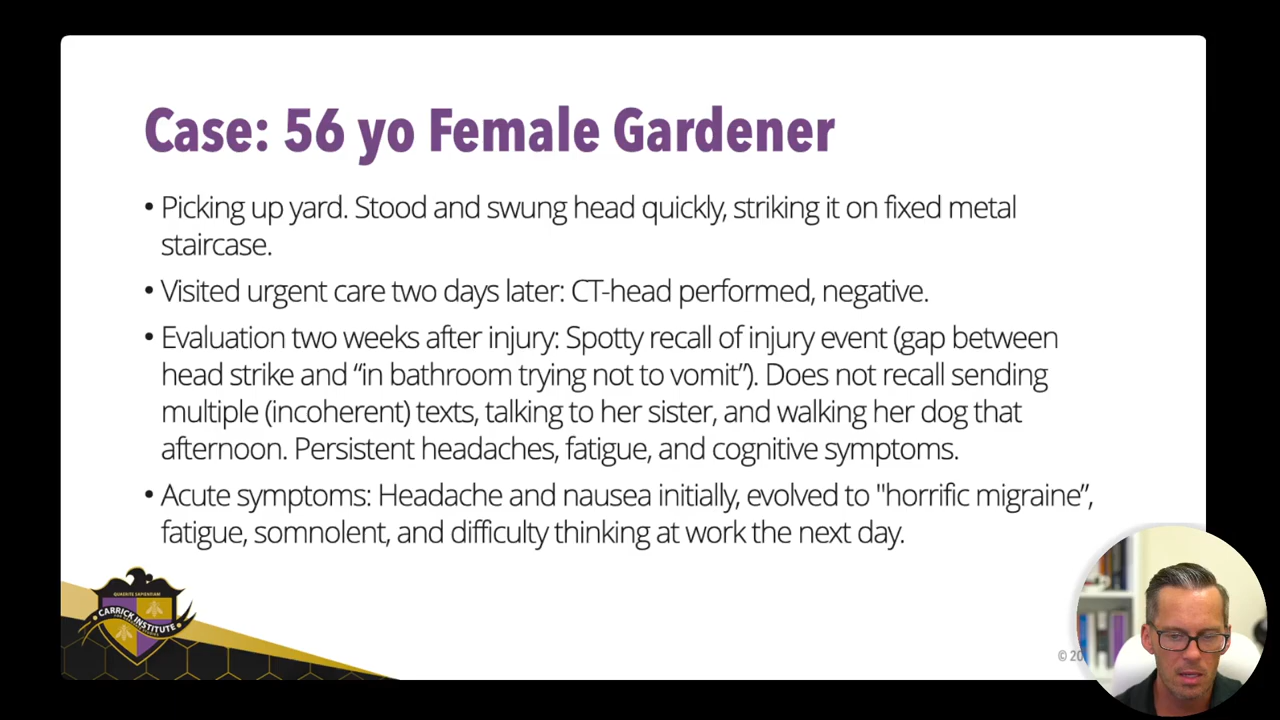 Case: 56 yo Female Gardener
• Picking up yard. Stood and swung head quickly, striking it on fixed metal
staircase.
• Visited urgent care two days later: CT-head performed, negative.
• Evaluation two weeks after injury: Spotty recall of injury event (gap between
head strike and “in bathroom trying not to vomit”). Does not recall sending
multiple (incoherent) texts, talking to her sister, and walking her dog that
afternoon. Persistent headaches, fatigue, and cognitive symptoms.
• Acute symptoms: Headache and nausea initially, evolved to "horrific migraine”,
fatigue, somnolent, and difficulty thinking at work the next day.
QUAERITE SAPIENTIAM
CARRICK INSTITUTE
© 20